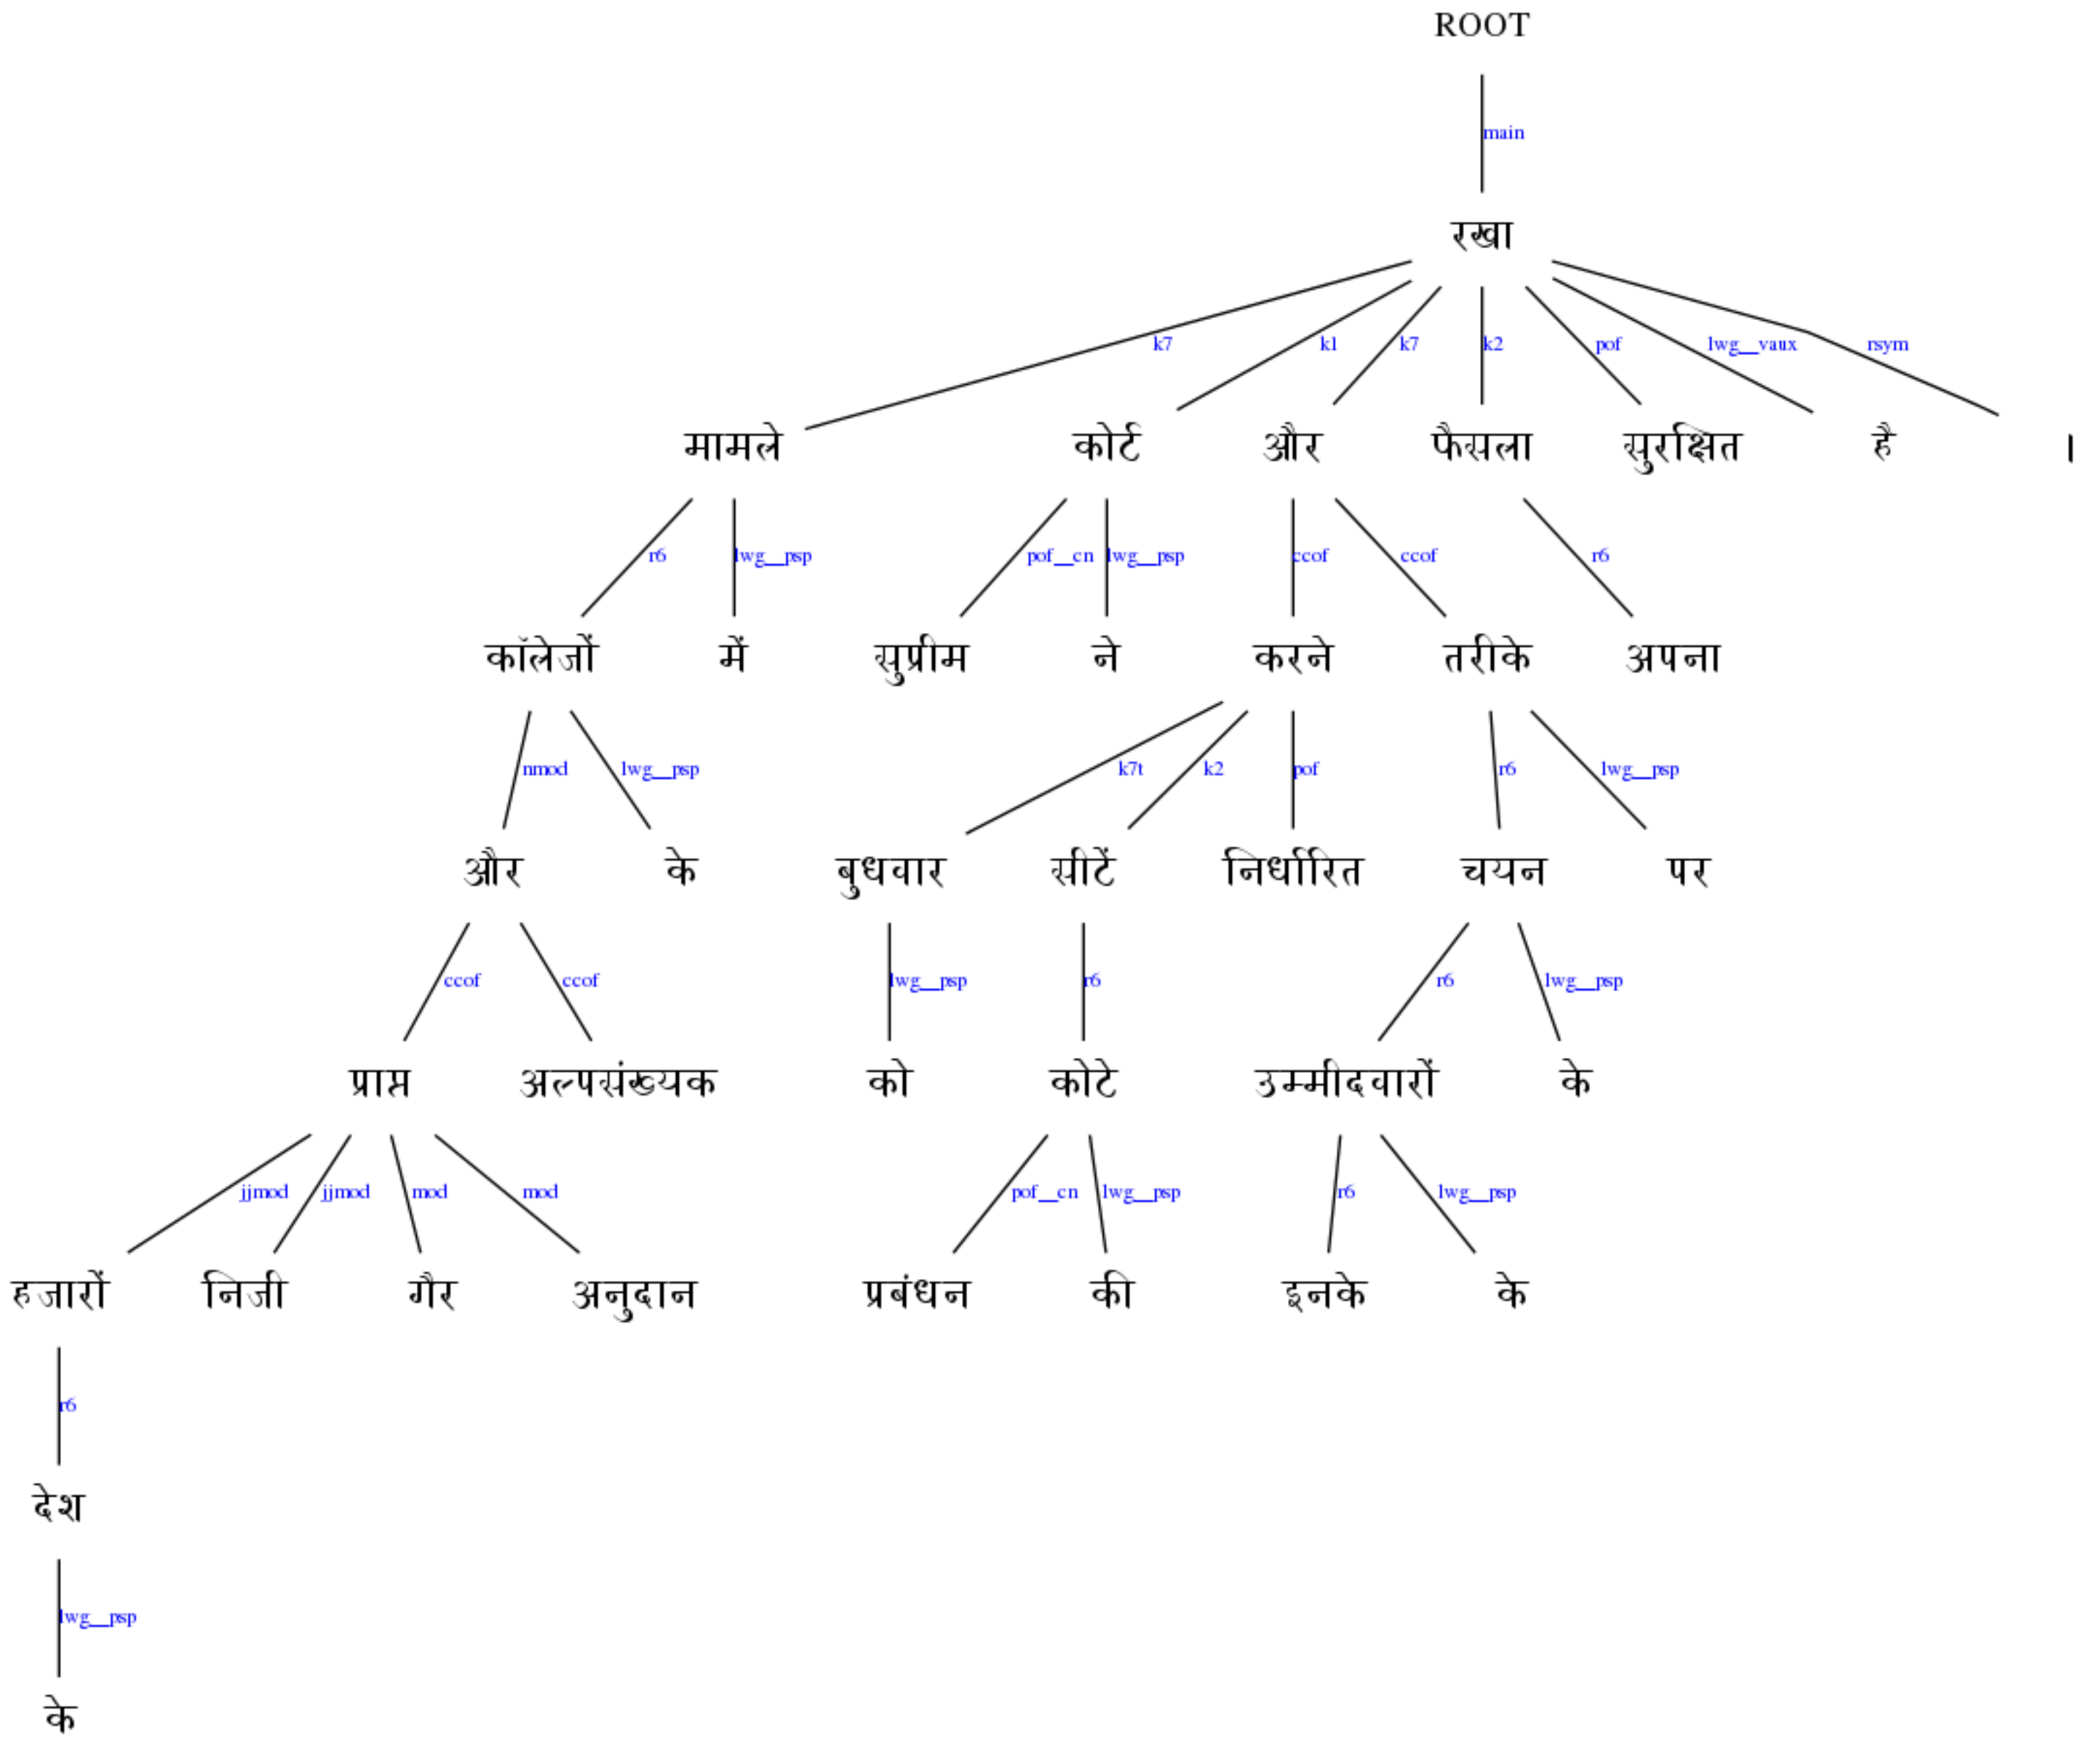 ROOT
main
रखा
k7 k1 k7 k2 pof lwg__vaux rsym
मामले कोर्ट और फैसला सुरक्षित है ।
r6 lwg__psp pof__cn lwg__psp ccof ccof r6
कॉलेजों में सुप्रीम ने करने तरीके अपना
nmod lwg__psp k7t k2 pof r6 lwg__psp
और के बुधवार सीटें निर्धारित चयन पर
ccof ccof lwg__psp r6 r6 lwg__psp
प्राप्त अल्पसंख्यक को कोटे उम्मीदवारों के
jjmod jjmod mod mod pof__cn lwg__psp r6 lwg__psp
हजारों निजी गैर अनुदान प्रबंधन की इनके के
r6
देश
lwg__psp
के